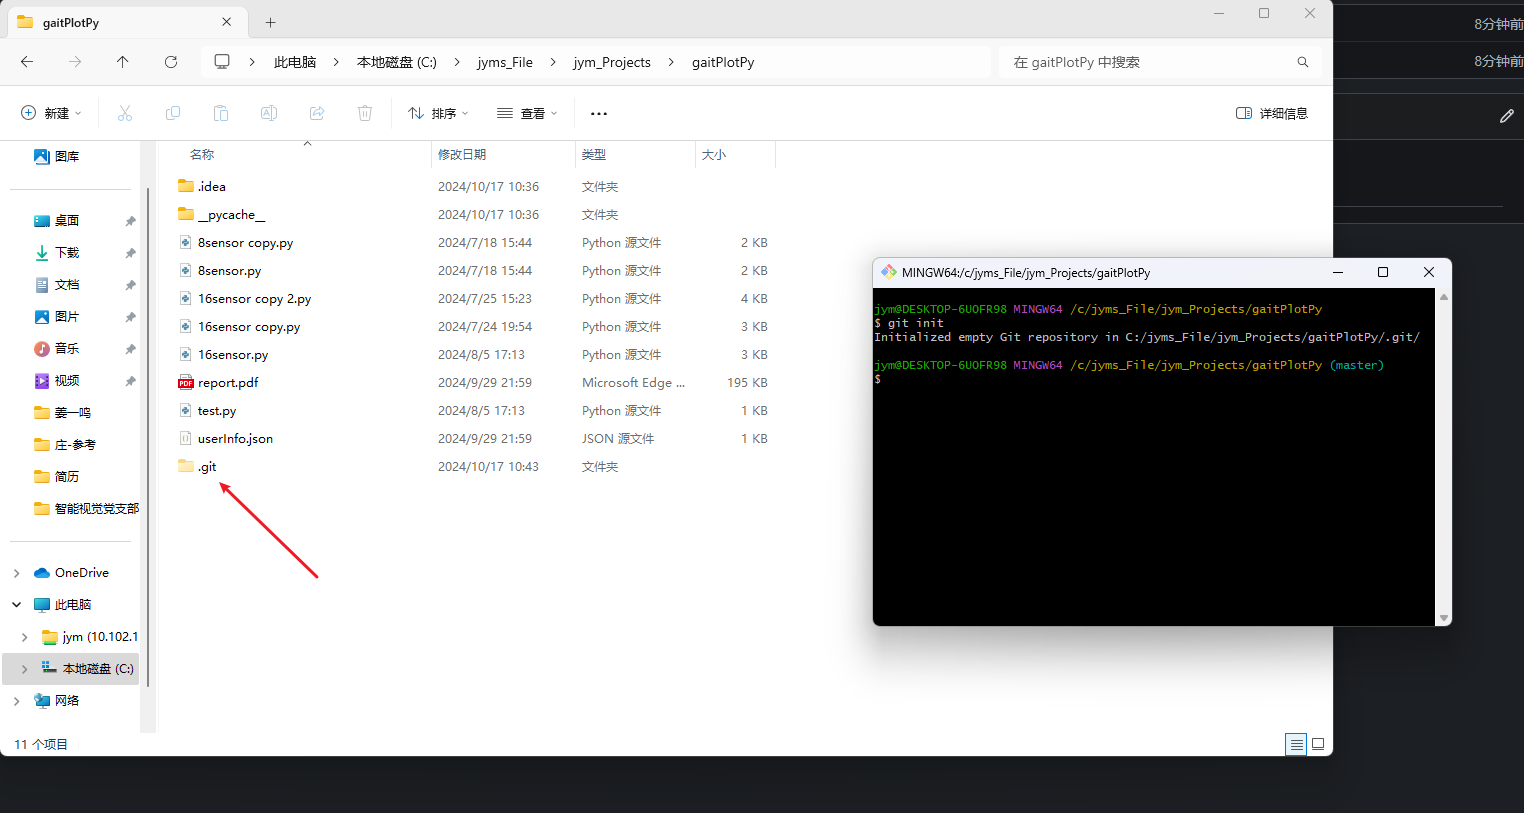 gaitPlotPy
8分钟前
8分钟前
此电脑 本地磁盘 (C:) jyms_File jym_Projects gaitPlotPy
在 gaitPlotPy 中搜索
新建 排序 查看 详细信息
图库
桌面
下载
文档
图片
音乐
视频
姜一鸣
庄-参考
简历
智能视觉党支部
OneDrive
此电脑
jym (10.102.1
本地磁盘 (C:)
网络
名称 修改日期 类型 大小
.idea 2024/10/17 10:36 文件夹
__pycache__ 2024/10/17 10:36 文件夹
8sensor copy.py 2024/7/18 15:44 Python 源文件 2 KB
8sensor.py 2024/7/18 15:44 Python 源文件 2 KB
16sensor copy 2.py 2024/7/25 15:23 Python 源文件 4 KB
16sensor copy.py 2024/7/24 19:54 Python 源文件 3 KB
16sensor.py 2024/8/5 17:13 Python 源文件 3 KB
report.pdf 2024/9/29 21:59 Microsoft Edge ... 195 KB
test.py 2024/8/5 17:13 Python 源文件 1 KB
userInfo.json 2024/9/29 21:59 JSON 源文件 1 KB
.git 2024/10/17 10:43 文件夹
PDF
11 个项目
MINGW64:/c/jyms_File/jym_Projects/gaitPlotPy
jym@DESKTOP-6UOFR98 MINGW64 /c/jyms_File/jym_Projects/gaitPlotPy
$ git init
Initialized empty Git repository in C:/jyms_File/jym_Projects/gaitPlotPy/.git/
jym@DESKTOP-6UOFR98 MINGW64 /c/jyms_File/jym_Projects/gaitPlotPy (master)
$